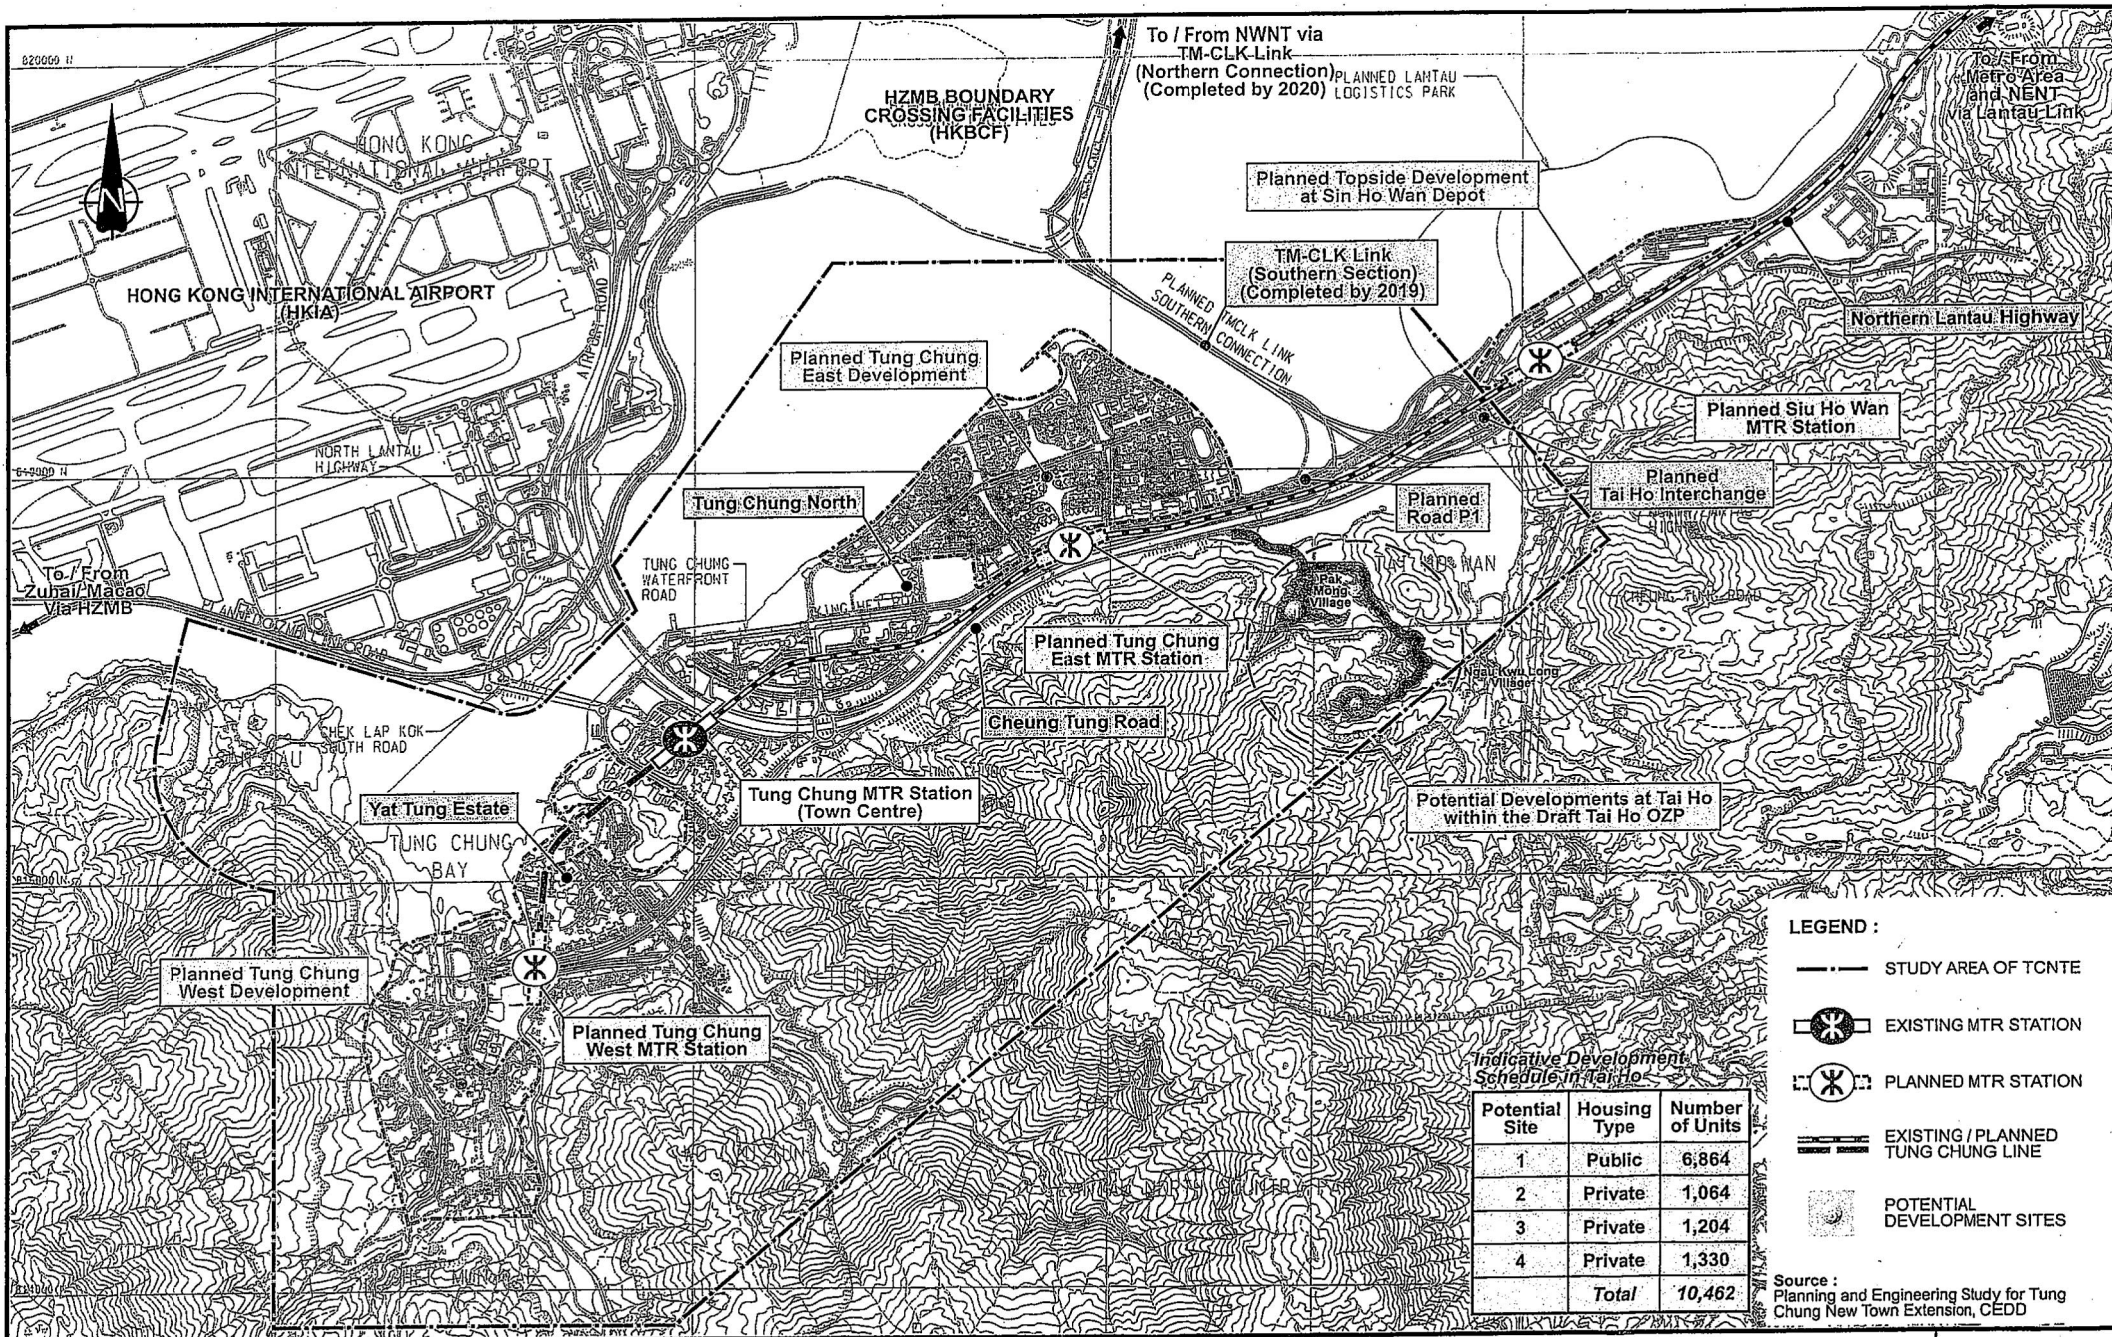 820000 N
To / From NWNT via
TM-CLK Link
(Northern Connection)
(Completed by 2020)
PLANNED LANTAU
LOGISTICS PARK
To / From
Metro Area
and NENT
via Lantau Link
HZMB BOUNDARY
CROSSING FACILITIES
(HKBCF)
HONG KONG
INTERNATIONAL AIRPORT
N
Planned Topside Development
at Sin Ho Wan Depot
TM-CLK Link
(Southern Section)
(Completed by 2019)
PLANNED TMCLK LINK
SOUTHERN CONNECTION
HONG KONG INTERNATIONAL AIRPORT
(HKIA)
AIRPORT ROAD
Northern Lantau Highway
Planned Tung Chung
East Development
Planned Siu Ho Wan
MTR Station
NORTH LANTAU
HIGHWAY
Tung Chung North
Planned
Road P1
Planned
Tai Ho Interchange
TUNG CHUNG
WATERFRONT
ROAD
To / From
Zuhai/ Macao
Via HZMB
Pak
Mong
Village
CHEUNG TUNG ROAD
Planned Tung Chung
East MTR Station
Ngau Kwu Long
Village
Cheung Tung Road
CHEK LAP KOK
SOUTH ROAD
Tung Chung MTR Station
(Town Centre)
Yat Tung Estate
TUNG CHUNG
BAY
Potential Developments at Tai Ho
within the Draft Tai Ho OZP
Planned Tung Chung
West Development
Planned Tung Chung
West MTR Station
LEGEND :
STUDY AREA OF TCNTE
EXISTING MTR STATION
PLANNED MTR STATION
EXISTING / PLANNED
TUNG CHUNG LINE
POTENTIAL
DEVELOPMENT SITES
Indicative Development
Schedule in Tai Ho
Potential Site Housing Type Number of Units
1 Public 6,864
2 Private 1,064
3 Private 1,204
4 Private 1,330
Total 10,462
Source :
Planning and Engineering Study for Tung
Chung New Town Extension, CEDD